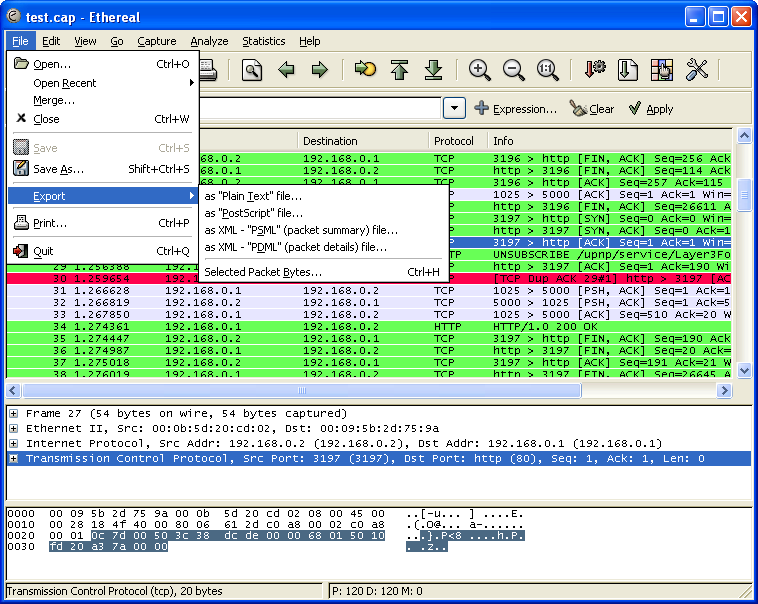 test.cap - Ethereal
File Edit View Go Capture Analyze Statistics Help
Open... Ctrl+O
Open Recent
Merge...
Close Ctrl+W
Save Ctrl+S
Save As... Shift+Ctrl+S
Export
Print... Ctrl+P
Quit Ctrl+Q
as "Plain Text" file...
as "PostScript" file...
as XML - "PSML" (packet summary) file...
as XML - "PDML" (packet details) file...
Selected Packet Bytes... Ctrl+H
Expression... Clear Apply
Destination Protocol Info
168.0.2 192.168.0.1 TCP 3196 > http [FIN, ACK] Seq=256 Ack
168.0.1 192.168.0.2 TCP http > 3196 [FIN, ACK] Seq=114 Ack
168.0.2 192.168.0.1 TCP 3196 > http [ACK] Seq=257 Ack=115
1025 > 5000 [ACK] Seq=1 Ack=1 Win=
http > 3196 [FIN, ACK] Seq=26611 A
3197 > http [SYN] Seq=0 Ack=0 Win=
http > 3197 [SYN, ACK] Seq=0 Ack=1
3197 > http [ACK] Seq=1 Ack=1 Win=
UNSUBSCRIBE /upnp/service/Layer3Fo
29 1.256388 http > 3197 [ACK] Seq=1 Ack=190 Wi
30 1.259654 [TCP Dup ACK 29#1] http > 3197 [AC
31 1.266628 192.168.0.1 192.168.0.2 TCP 1025 > 5000 [PSH, ACK] Seq=1 Ack=1
32 1.266819 192.168.0.2 192.168.0.1 TCP 5000 > 1025 [PSH, ACK] Seq=1 Ack=5
33 1.267850 192.168.0.1 192.168.0.2 TCP 1025 > 5000 [ACK] Seq=510 Ack=20 W
34 1.274361 192.168.0.1 192.168.0.2 HTTP HTTP/1.0 200 OK
35 1.274447 192.168.0.2 192.168.0.1 TCP 3197 > http [FIN, ACK] Seq=190 Ack
36 1.274987 192.168.0.1 192.168.0.2 TCP http > 3197 [FIN, ACK] Seq=20 Ack=
37 1.275018 192.168.0.2 192.168.0.1 TCP 3197 > http [ACK] Seq=191 Ack=21 W
38 1.276019 192.168.0.1 192.168.0.2 TCP http > 3196 [FIN, ACK] Seq=26645 A
Frame 27 (54 bytes on wire, 54 bytes captured)
Ethernet II, Src: 00:0b:5d:20:cd:02, Dst: 00:09:5b:2d:75:9a
Internet Protocol, Src Addr: 192.168.0.2 (192.168.0.2), Dst Addr: 192.168.0.1 (192.168.0.1)
Transmission Control Protocol, Src Port: 3197 (3197), Dst Port: http (80), Seq: 1, Ack: 1, Len: 0
0000 00 09 5b 2d 75 9a 00 0b 5d 20 cd 02 08 00 45 00 ..[-u... ] ....E.
0010 00 28 18 4f 40 00 80 06 61 2d c0 a8 00 02 c0 a8 .(.O@... a-......
0020 00 01 0c 7d 00 50 3c 38 dc de 00 00 68 01 50 10 ...}.P<8 ....h.P.
0030 fd 20 a3 7a 00 00 . .z..
Transmission Control Protocol (tcp), 20 bytes P: 120 D: 120 M: 0